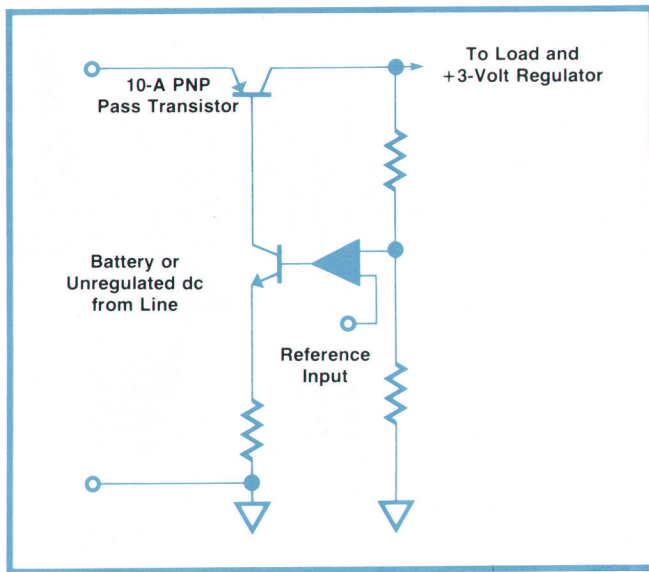 To Load and
+3-Volt Regulator
10-A PNP
Pass Transistor
Battery or
Unregulated dc
from Line
Reference
Input